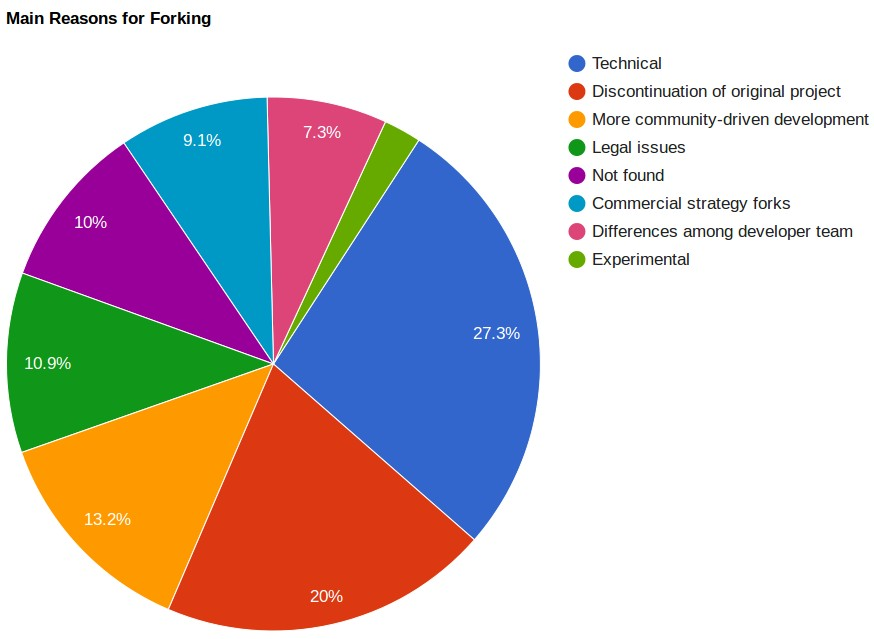 Main Reasons for Forking
Technical
Discontinuation of original project
More community-driven development
Legal issues
Not found
Commercial strategy forks
Differences among developer team
Experimental
9.1%
7.3%
10%
27.3%
10.9%
13.2%
20%